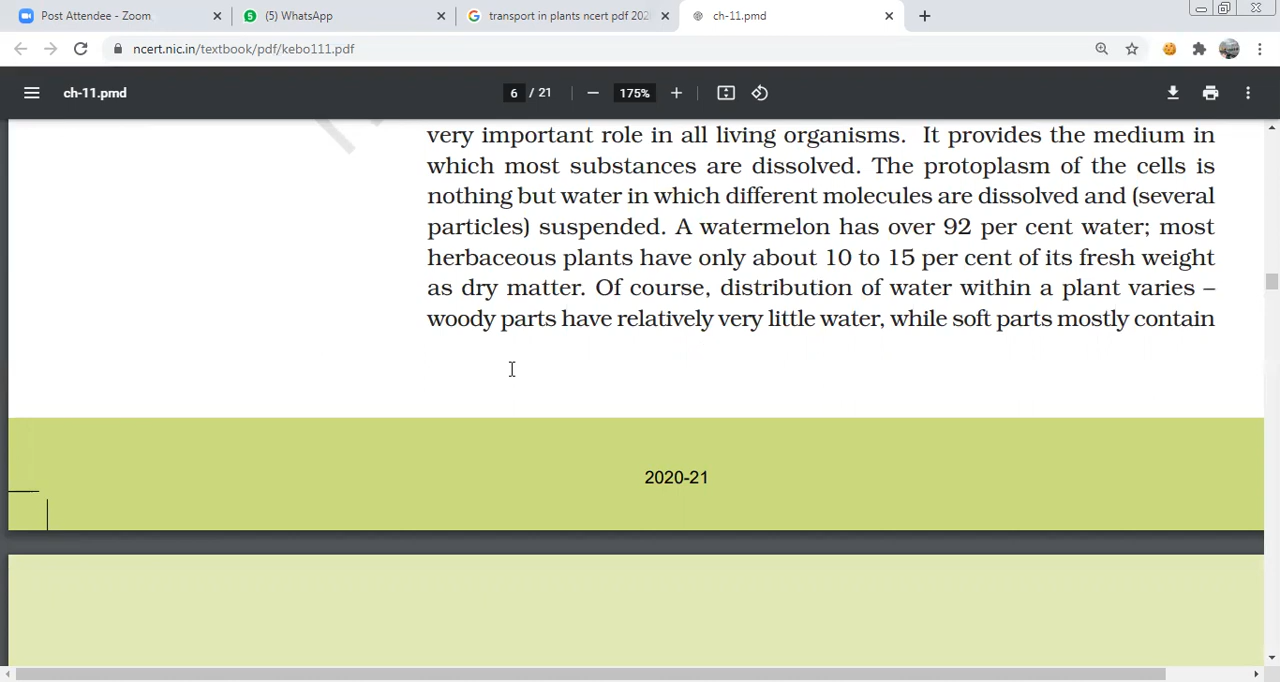 Post Attendee - Zoom
5 (5) WhatsApp
transport in plants ncert pdf 202
ch-11.pmd
ncert.nic.in/textbook/pdf/kebo111.pdf
ch-11.pmd
6 / 21
175%
very important role in all living organisms. It provides the medium in
which most substances are dissolved. The protoplasm of the cells is
nothing but water in which different molecules are dissolved and (several
particles) suspended. A watermelon has over 92 per cent water; most
herbaceous plants have only about 10 to 15 per cent of its fresh weight
as dry matter. Of course, distribution of water within a plant varies –
woody parts have relatively very little water, while soft parts mostly contain
2020-21